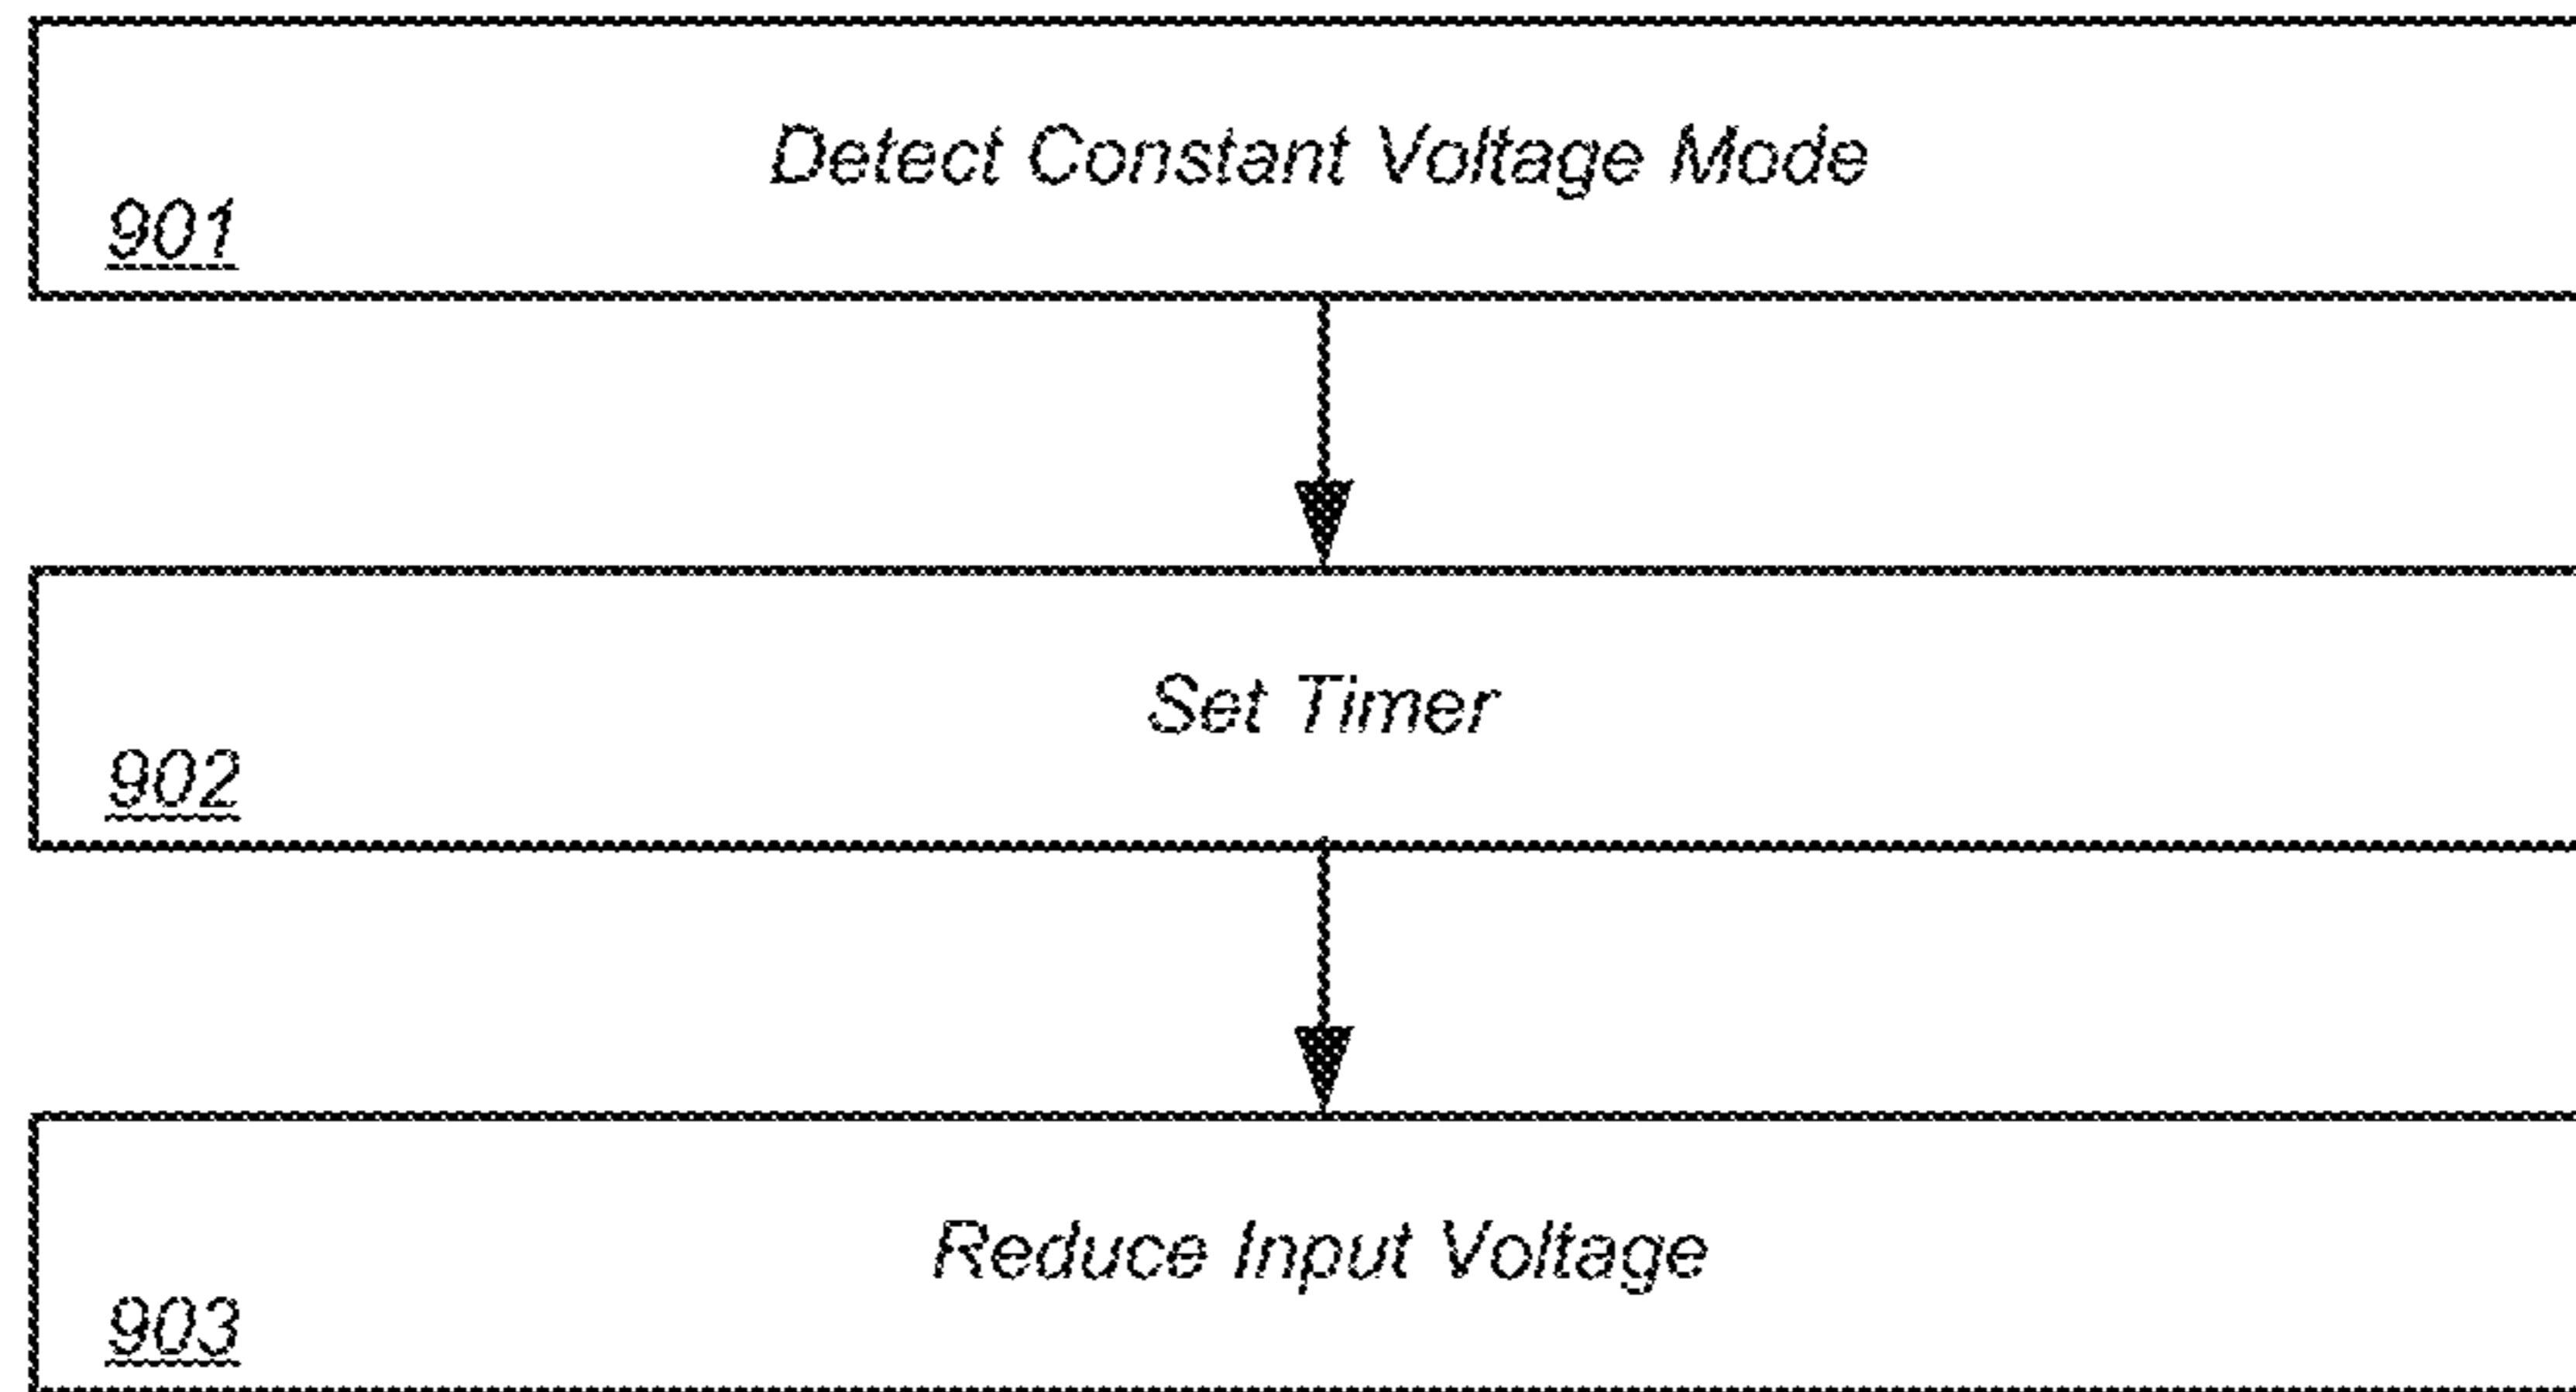 Detect Constant Voltage Mode
901
Set Timer
902
Reduce Input Voltage
903